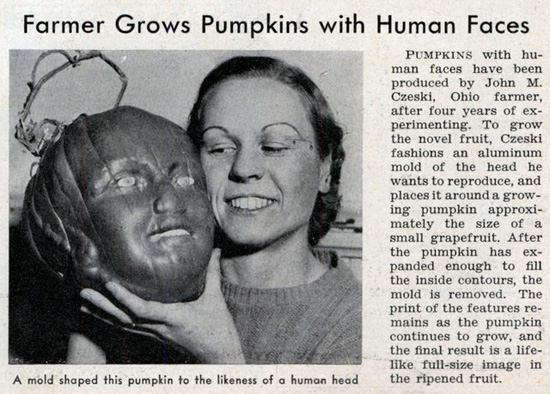 Farmer Grows Pumpkins with Human Faces
PUMPKINS with hu-
man faces have been
produced by John M.
Czeski, Ohio farmer,
after four years of ex-
perimenting. To grow
the novel fruit, Czeski
fashions an aluminum
mold of the head he
wants to reproduce, and
places it around a grow-
ing pumpkin approxi-
mately the size of a
small grapefruit. After
the pumpkin has ex-
panded enough to fill
the inside contours, the
mold is removed. The
print of the features re-
mains as the pumpkin
continues to grow, and
the final result is a life-
like full-size image in
the ripened fruit.
A mold shaped this pumpkin to the likeness of a human head